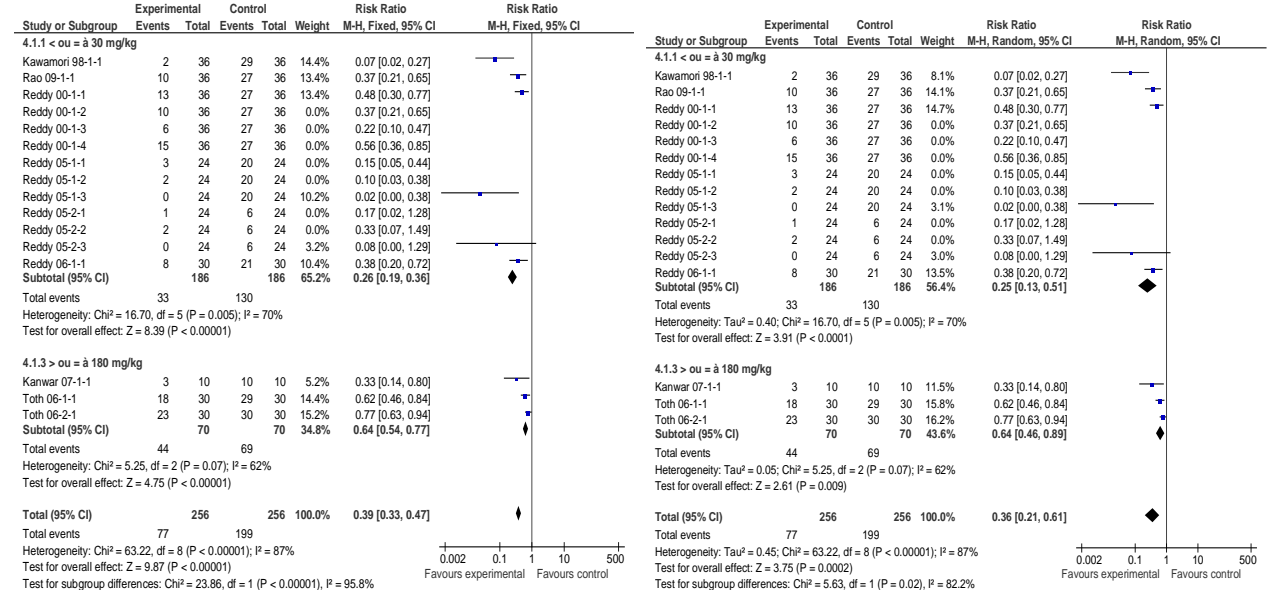 Experimental Control Risk Ratio Risk Ratio
Study or Subgroup Events Total Events Total Weight M-H, Fixed, 95% CI M-H, Fixed, 95% CI
4.1.1 < ou = à 30 mg/kg
Kawamori 98-1-1 2 36 29 36 14.4% 0.07 [0.02, 0.27]
Rao 09-1-1 10 36 27 36 13.4% 0.37 [0.21, 0.65]
Reddy 00-1-1 13 36 27 36 13.4% 0.48 [0.30, 0.77]
Reddy 00-1-2 10 36 27 36 0.0% 0.37 [0.21, 0.65]
Reddy 00-1-3 6 36 27 36 0.0% 0.22 [0.10, 0.47]
Reddy 00-1-4 15 36 27 36 0.0% 0.56 [0.36, 0.85]
Reddy 05-1-1 3 24 20 24 0.0% 0.15 [0.05, 0.44]
Reddy 05-1-2 2 24 20 24 0.0% 0.10 [0.03, 0.38]
Reddy 05-1-3 0 24 20 24 10.2% 0.02 [0.00, 0.38]
Reddy 05-2-1 1 24 6 24 0.0% 0.17 [0.02, 1.28]
Reddy 05-2-2 2 24 6 24 0.0% 0.33 [0.07, 1.49]
Reddy 05-2-3 0 24 6 24 3.2% 0.08 [0.00, 1.29]
Reddy 06-1-1 8 30 21 30 10.4% 0.38 [0.20, 0.72]
Subtotal (95% CI) 186 186 65.2% 0.26 [0.19, 0.36]
Total events 33 130
Heterogeneity: Chi² = 16.70, df = 5 (P = 0.005); I² = 70%
Test for overall effect: Z = 8.39 (P < 0.00001)
4.1.3 > ou = à 180 mg/kg
Kanwar 07-1-1 3 10 10 10 5.2% 0.33 [0.14, 0.80]
Toth 06-1-1 18 30 29 30 14.4% 0.62 [0.46, 0.84]
Toth 06-2-1 23 30 30 30 15.2% 0.77 [0.63, 0.94]
Subtotal (95% CI) 70 70 34.8% 0.64 [0.54, 0.77]
Total events 44 69
Heterogeneity: Chi² = 5.25, df = 2 (P = 0.07); I² = 62%
Test for overall effect: Z = 4.75 (P < 0.00001)
Total (95% CI) 256 256 100.0% 0.39 [0.33, 0.47]
Total events 77 199
Heterogeneity: Chi² = 63.22, df = 8 (P < 0.00001); I² = 87%
Test for overall effect: Z = 9.87 (P < 0.00001)
Test for subgroup differences: Chi² = 23.86, df = 1 (P < 0.00001), I² = 95.8%
0.002 0.1 1 10 500
Favours experimental Favours control
Experimental Control Risk Ratio Risk Ratio
Study or Subgroup Events Total Events Total Weight M-H, Random, 95% CI M-H, Random, 95% CI
4.1.1 < ou = à 30 mg/kg
Kawamori 98-1-1 2 36 29 36 8.1% 0.07 [0.02, 0.27]
Rao 09-1-1 10 36 27 36 14.1% 0.37 [0.21, 0.65]
Reddy 00-1-1 13 36 27 36 14.7% 0.48 [0.30, 0.77]
Reddy 00-1-2 10 36 27 36 0.0% 0.37 [0.21, 0.65]
Reddy 00-1-3 6 36 27 36 0.0% 0.22 [0.10, 0.47]
Reddy 00-1-4 15 36 27 36 0.0% 0.56 [0.36, 0.85]
Reddy 05-1-1 3 24 20 24 0.0% 0.15 [0.05, 0.44]
Reddy 05-1-2 2 24 20 24 0.0% 0.10 [0.03, 0.38]
Reddy 05-1-3 0 24 20 24 3.1% 0.02 [0.00, 0.38]
Reddy 05-2-1 1 24 6 24 0.0% 0.17 [0.02, 1.28]
Reddy 05-2-2 2 24 6 24 0.0% 0.33 [0.07, 1.49]
Reddy 05-2-3 0 24 6 24 3.0% 0.08 [0.00, 1.29]
Reddy 06-1-1 8 30 21 30 13.5% 0.38 [0.20, 0.72]
Subtotal (95% CI) 186 186 56.4% 0.25 [0.13, 0.51]
Total events 33 130
Heterogeneity: Tau² = 0.40; Chi² = 16.70, df = 5 (P = 0.005); I² = 70%
Test for overall effect: Z = 3.91 (P < 0.0001)
4.1.3 > ou = à 180 mg/kg
Kanwar 07-1-1 3 10 10 10 11.5% 0.33 [0.14, 0.80]
Toth 06-1-1 18 30 29 30 15.8% 0.62 [0.46, 0.84]
Toth 06-2-1 23 30 30 30 16.2% 0.77 [0.63, 0.94]
Subtotal (95% CI) 70 70 43.6% 0.64 [0.46, 0.89]
Total events 44 69
Heterogeneity: Tau² = 0.05; Chi² = 5.25, df = 2 (P = 0.07); I² = 62%
Test for overall effect: Z = 2.61 (P = 0.009)
Total (95% CI) 256 256 100.0% 0.36 [0.21, 0.61]
Total events 77 199
Heterogeneity: Tau² = 0.45; Chi² = 63.22, df = 8 (P < 0.00001); I² = 87%
Test for overall effect: Z = 3.75 (P = 0.0002)
Test for subgroup differences: Chi² = 5.63, df = 1 (P = 0.02), I² = 82.2%
0.002 0.1 1 10 500
Favours experimental Favours control